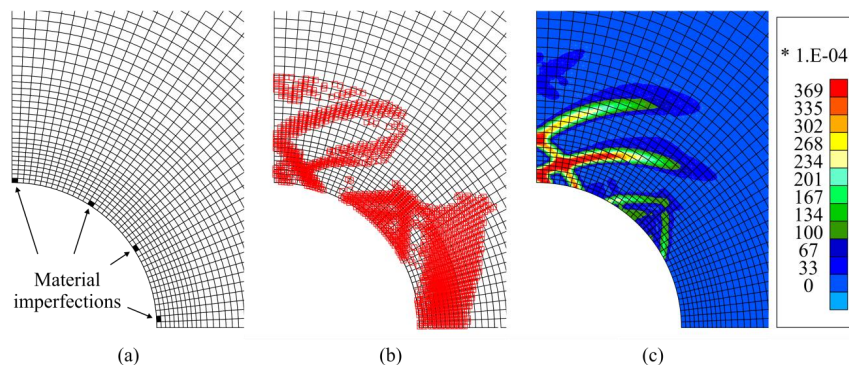 Material
imperfections
(a)
(b)
(c)
* 1.E-04
369
335
302
268
234
201
167
134
100
67
33
0